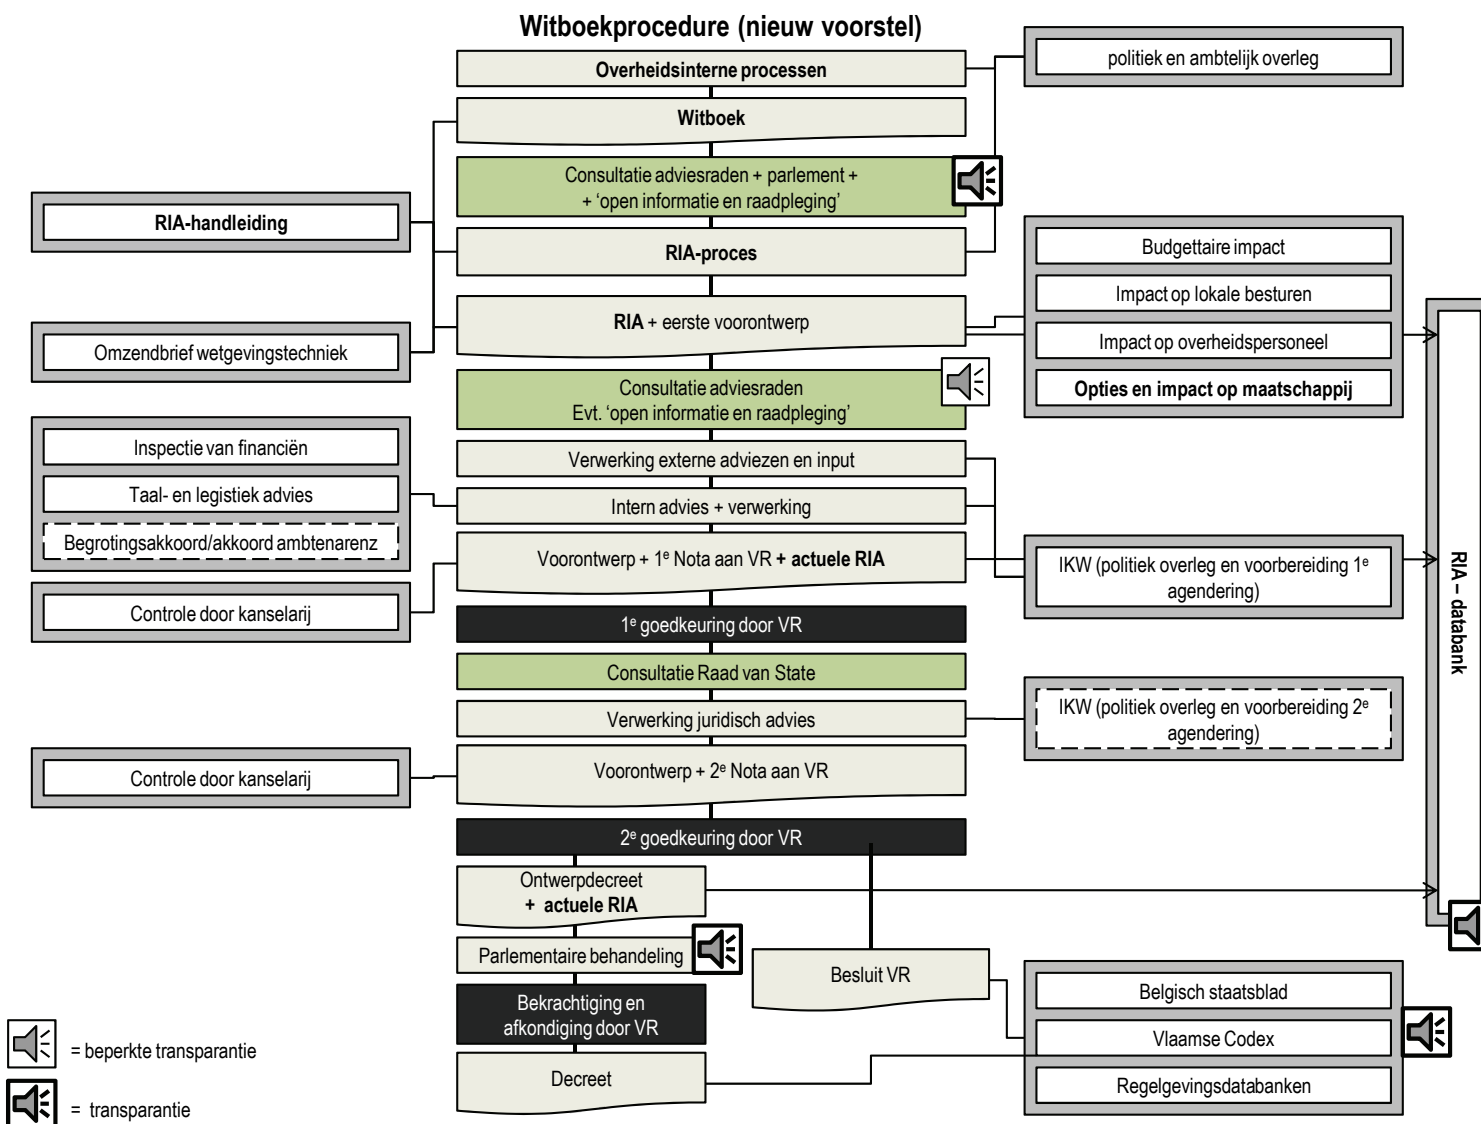 Witboekprocedure (nieuw voorstel)
Overheidsinterne processen
politiek en ambtelijk overleg
Witboek
Consultatie adviesraden + parlement +
+ ‘open informatie en raadpleging’
RIA-handleiding
RIA-proces
Budgettaire impact
Impact op lokale besturen
RIA + eerste voorontwerp
Impact op overheidspersoneel
Omzendbrief wetgevingstechniek
Opties en impact op maatschappij
Consultatie adviesraden
Evt. ‘open informatie en raadpleging’
Inspectie van financiën
Verwerking externe adviezen en input
Taal- en legistiek advies
Intern advies + verwerking
Begrotingsakkoord/akkoord ambtenarenz
Voorontwerp + 1e Nota aan VR + actuele RIA
IKW (politiek overleg en voorbereiding 1e
agendering)
RIA – databank
Controle door kanselarij
1e goedkeuring door VR
Consultatie Raad van State
Verwerking juridisch advies
IKW (politiek overleg en voorbereiding 2e
agendering)
Controle door kanselarij
Voorontwerp + 2e Nota aan VR
2e goedkeuring door VR
Ontwerpdecreet
+ actuele RIA
Parlementaire behandeling
Besluit VR
Bekrachtiging en
afkondiging door VR
Belgisch staatsblad
Vlaamse Codex
Regelgevingsdatabanken
Decreet
= beperkte transparantie
= transparantie